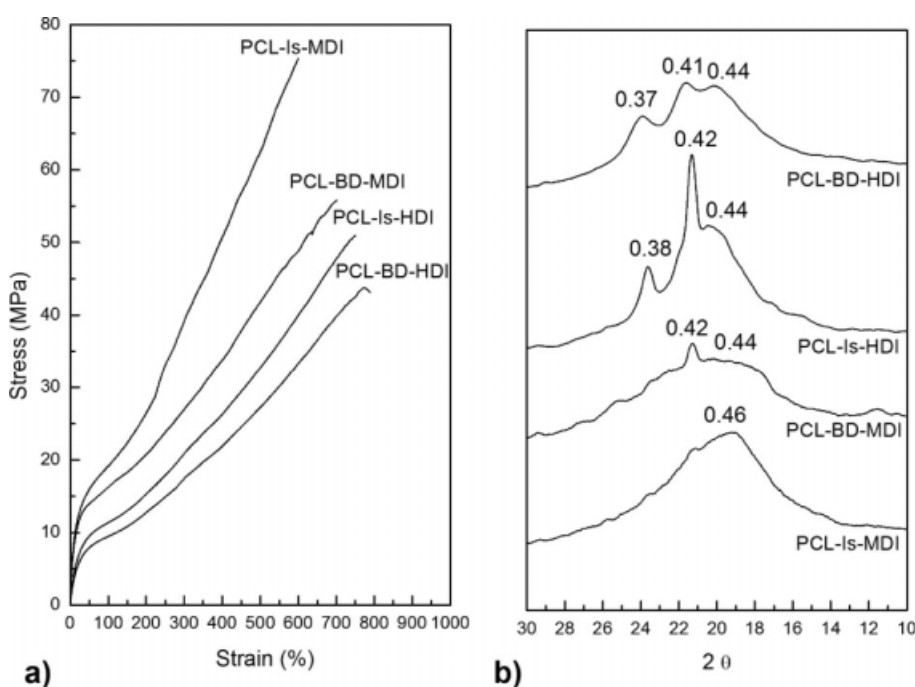 80
70
60
50
40
30
20
10
0
Stress (MPa)
PCL-Is-MDI
PCL-BD-MDI
PCL-Is-HDI
PCL-BD-HDI
0 100 200 300 400 500 600 700 800 900 1000
Strain (%)
a)
0.37 0.41 0.44
PCL-BD-HDI
0.42
0.38 0.44
PCL-Is-HDI
0.42 0.44
PCL-BD-MDI
0.46
PCL-Is-MDI
30 28 26 24 22 20 18 16 14 12 10
2 θ
b)